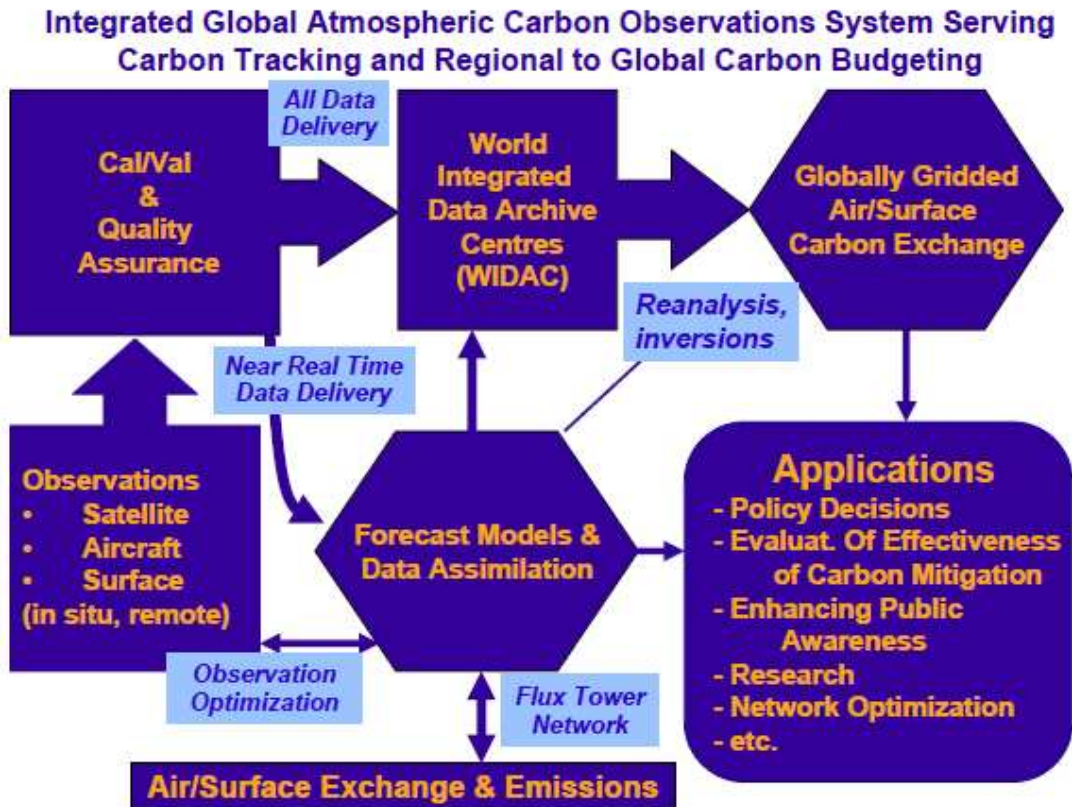 Integrated Global Atmospheric Carbon Observations System Serving
Carbon Tracking and Regional to Global Carbon Budgeting
All Data
Delivery
Cal/Val
&
Quality
Assurance
World
Integrated
Data Archive
Centres
(WIDAC)
Globally Gridded
Air/Surface
Carbon Exchange
Reanalysis,
inversions
Near Real Time
Data Delivery
Observations
• Satellite
• Aircraft
• Surface
(in situ, remote)
Forecast Models &
Data Assimilation
Applications
- Policy Decisions
- Evaluat. Of Effectiveness
of Carbon Mitigation
- Enhancing Public
Awareness
- Research
- Network Optimization
- etc.
Observation
Optimization
Flux Tower
Network
Air/Surface Exchange & Emissions